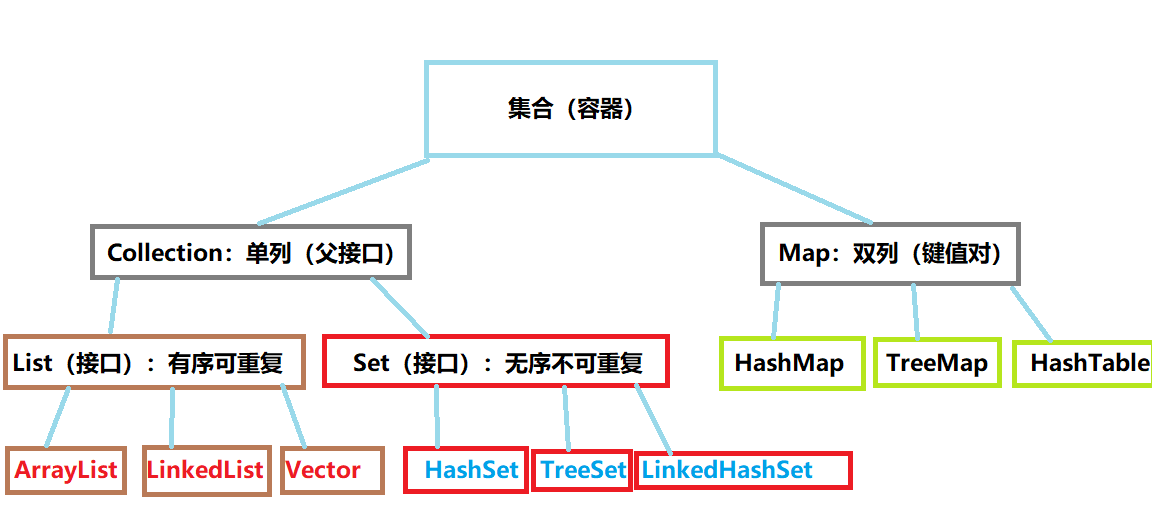 集合（容器）
Collection：单列（父接口）
Map：双列（键值对）
List（接口）：有序可重复
Set（接口）：无序不可重复
HashMap
TreeMap
HashTable
ArrayList
LinkedList
Vector
HashSet
TreeSet
LinkedHashSet